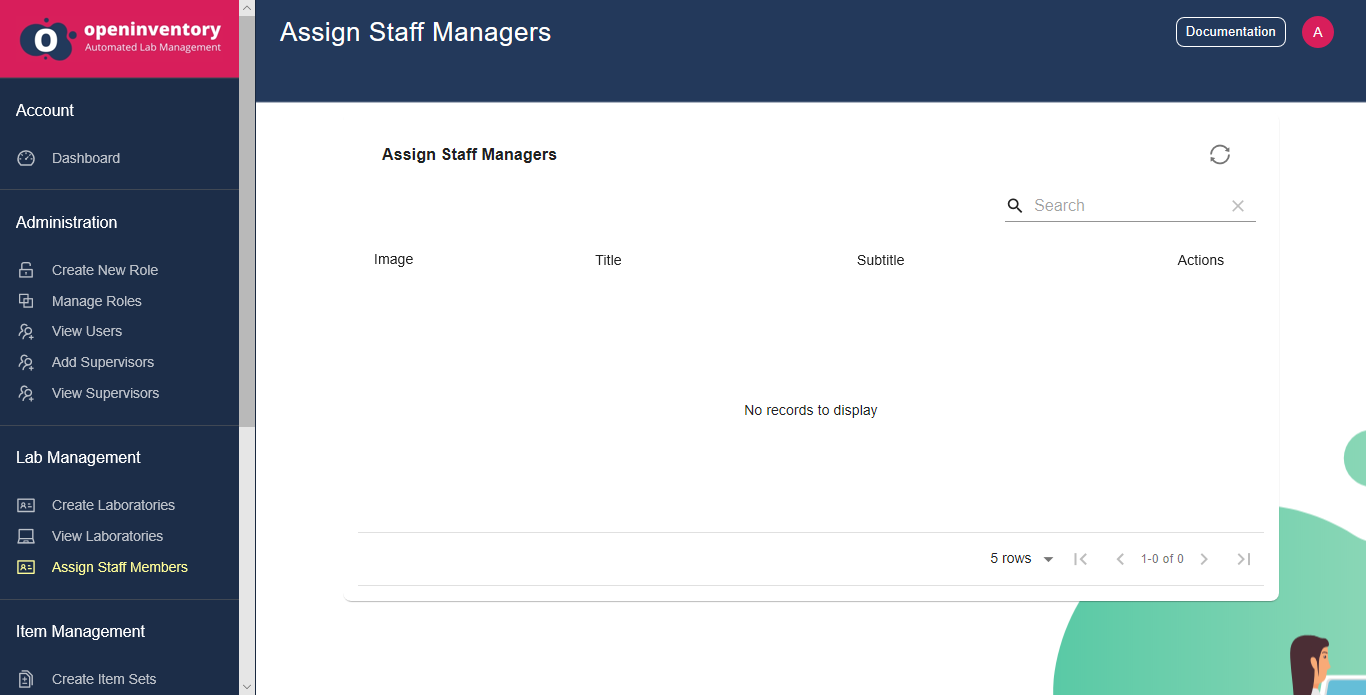 openinventory
Automated Lab Management
Account
Dashboard
Administration
Create New Role
Manage Roles
View Users
Add Supervisors
View Supervisors
Lab Management
Create Laboratories
View Laboratories
Assign Staff Members
Item Management
Create Item Sets
Assign Staff Managers
Documentation
A
Assign Staff Managers
Search
Image Title Subtitle Actions
No records to display
5 rows 1-0 of 0